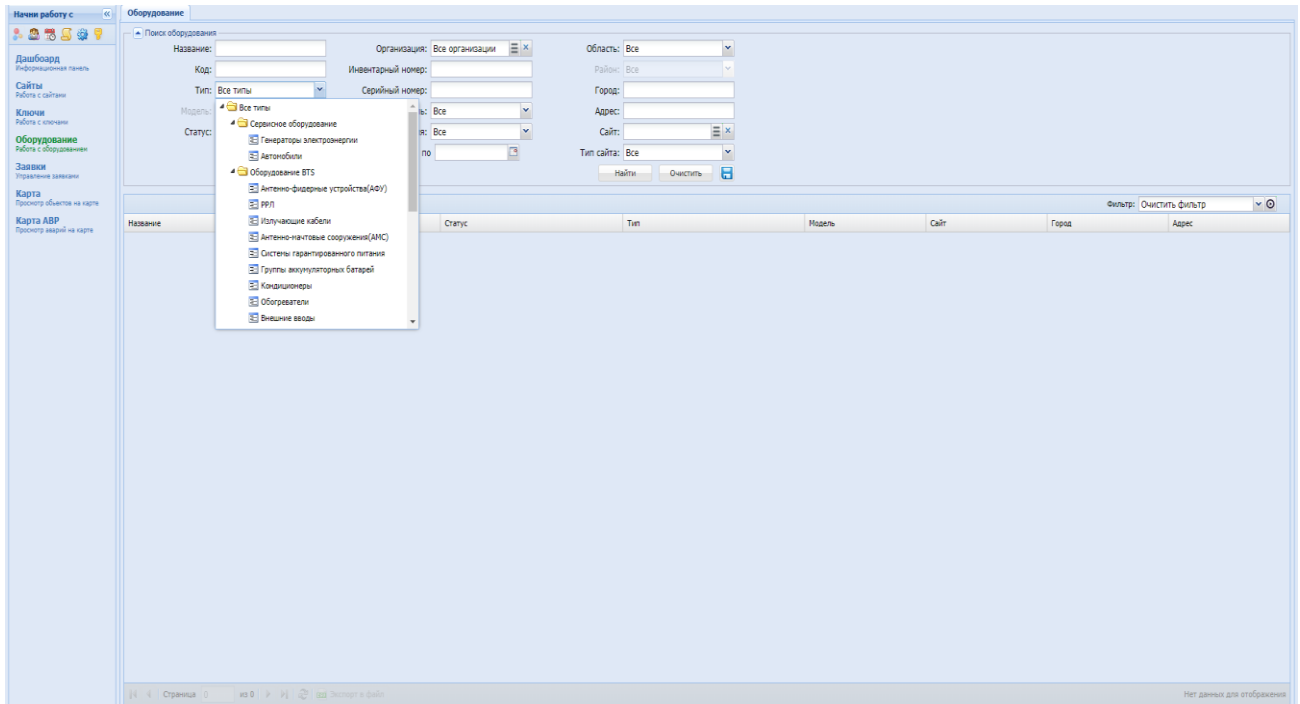 Начни работу с
Оборудование
Дашбоард
Информационная панель
Сайты
Работа с сайтами
Ключи
Работа с ключами
Оборудование
Работа с оборудованием
Заявки
Управление заявками
Карта
Просмотр объектов на карте
Карта АВР
Просмотр аварий на карте
Поиск оборудования
Название: Организация: Все организации Область: Все
Код: Инвентарный номер: Район: Все
Тип: Все типы Серийный номер: Город:
Модель: ь: Все Адрес:
Статус: я: Все Сайт:
по Тип сайта: Все
Найти Очистить
Все типы
Сервисное оборудование
Генераторы электроэнергии
Автомобили
Оборудование BTS
Антенно-фидерные устройства(АФУ)
РРЛ
Излучающие кабели
Антенно-мачтовые сооружения(АМС)
Системы гарантированного питания
Группы аккумуляторных батарей
Кондиционеры
Обогреватели
Внешние вводы
Фильтр: Очистить фильтр
Название Статус Тип Модель Сайт Город Адрес
Страница 0 из 0 Экспорт в файл Нет данных для отображения